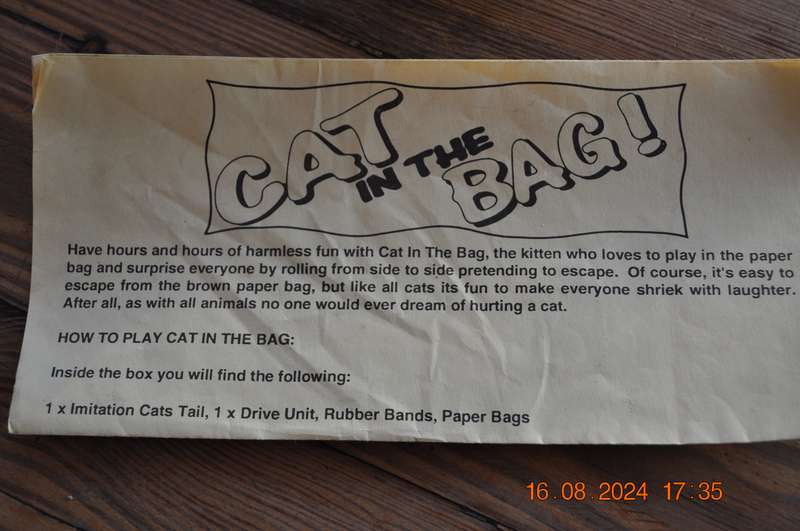 CAT IN THE BAG!
Have hours and hours of harmless fun with Cat In The Bag, the kitten who loves to play in the paper
bag and surprise everyone by rolling from side to side pretending to escape. Of course, it's easy to
escape from the brown paper bag, but like all cats its fun to make everyone shriek with laughter.
After all, as with all animals no one would ever dream of hurting a cat.
HOW TO PLAY CAT IN THE BAG:
Inside the box you will find the following:
1 x Imitation Cats Tail, 1 x Drive Unit, Rubber Bands, Paper Bags
16.08.2024 17:35